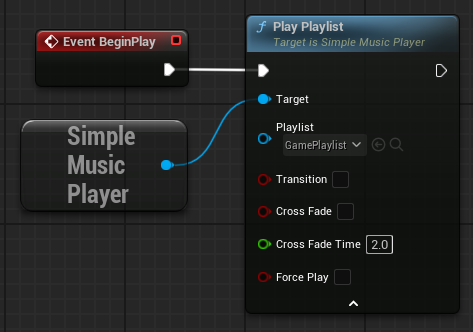 Event BeginPlay
Play Playlist
Target is Simple Music Player
Target
Simple
Music
Player
Playlist
GamePlaylist
Transition
Cross Fade
Cross Fade Time 2.0
Force Play